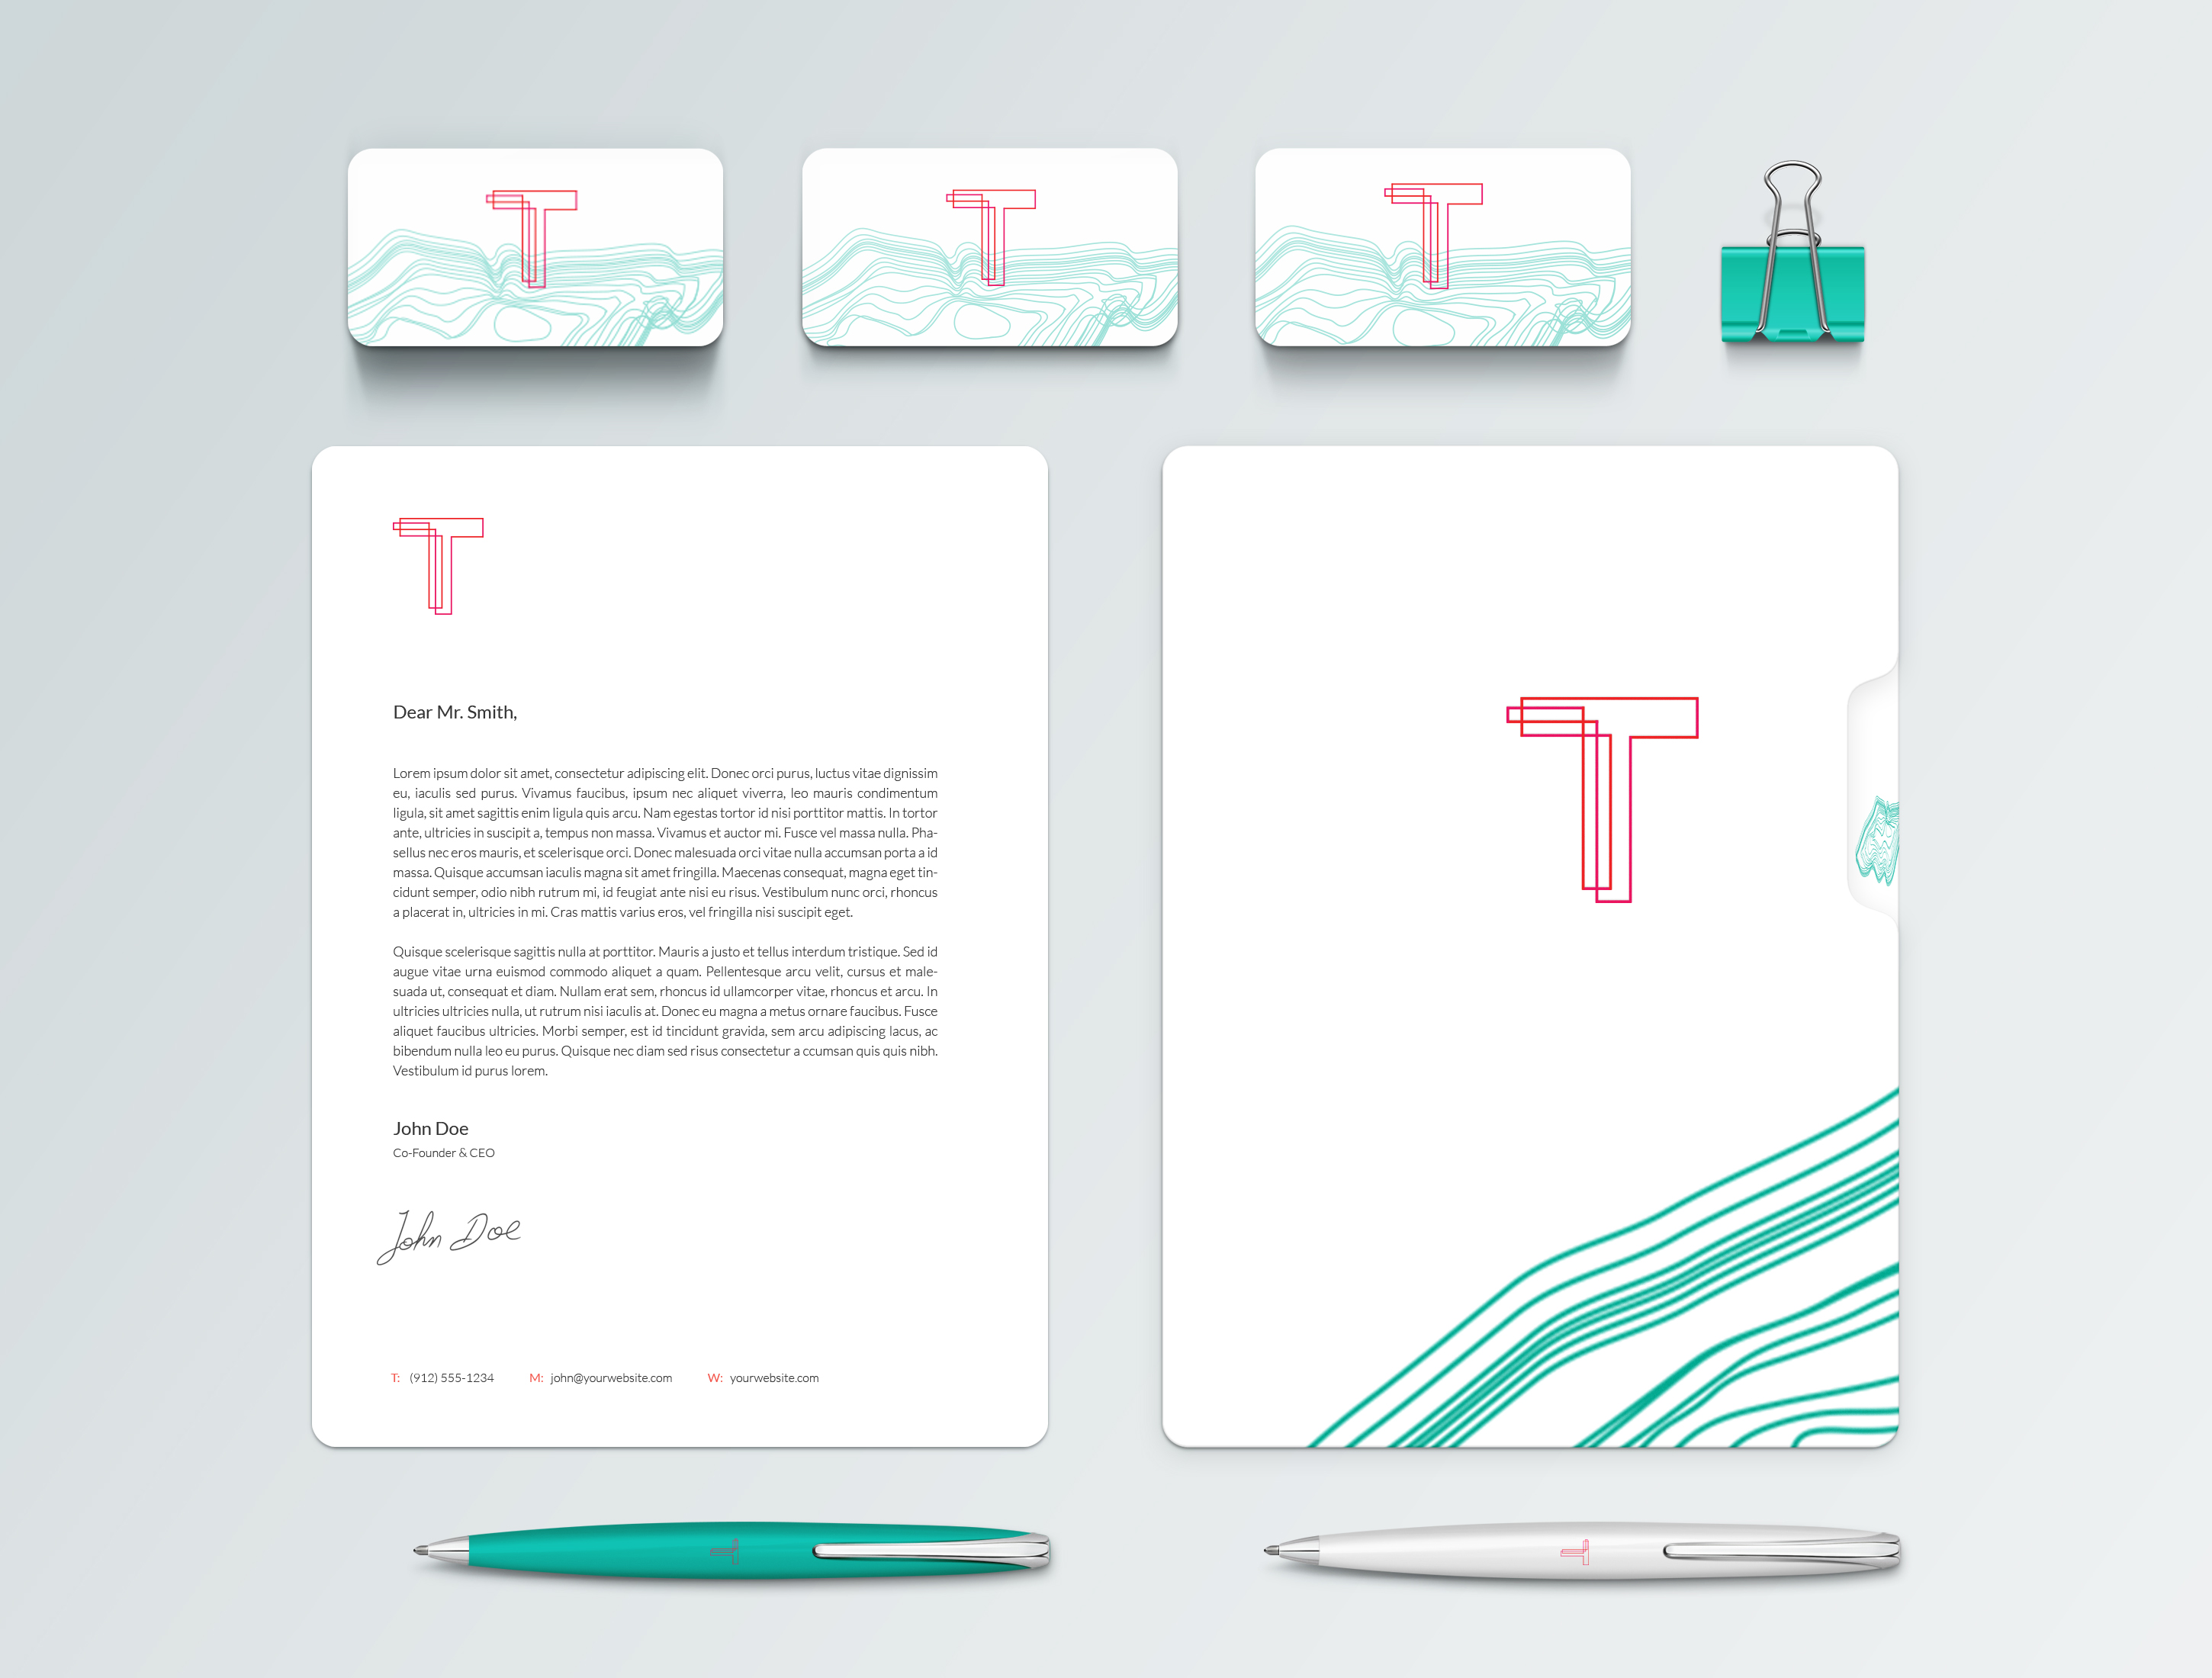 T
T
T
T
Dear Mr. Smith,
Lorem ipsum dolor sit amet, consectetur adipiscing elit. Donec orci purus, luctus vitae dignissim
eu, iaculis sed purus. Vivamus faucibus, ipsum nec aliquet viverra, leo mauris condimentum
ligula, sit amet sagittis enim ligula quis arcu. Nam egestas tortor id nisi porttitor mattis. In tortor
ante, ultricies in suscipit a, tempus non massa. Vivamus et auctor mi. Fusce vel massa nulla. Pha-
sellus nec eros mauris, et scelerisque orci. Donec malesuada orci vitae nulla accumsan porta a id
massa. Quisque accumsan iaculis magna sit amet fringilla. Maecenas consequat, magna eget tin-
cidunt semper, odio nibh rutrum mi, id feugiat ante nisi eu risus. Vestibulum nunc orci, rhoncus
a placerat in, ultricies in mi. Cras mattis varius eros, vel fringilla nisi suscipit eget.
Quisque scelerisque sagittis nulla at porttitor. Mauris a justo et tellus interdum tristique. Sed id
augue vitae urna euismod commodo aliquet a quam. Pellentesque arcu velit, cursus et male-
suada ut, consequat et diam. Nullam erat sem, rhoncus id ullamcorper vitae, rhoncus et arcu. In
ultricies ultricies nulla, ut rutrum nisi iaculis at. Donec eu magna a metus ornare faucibus. Fusce
aliquet faucibus ultricies. Morbi semper, est id tincidunt gravida, sem arcu adipiscing lacus, ac
bibendum nulla leo eu purus. Quisque nec diam sed risus consectetur a ccumsan quis quis nibh.
Vestibulum id purus lorem.
John Doe
Co-Founder & CEO
John Doe
T: (912) 555-1234 M: john@yourwebsite.com W: yourwebsite.com
T
T
T